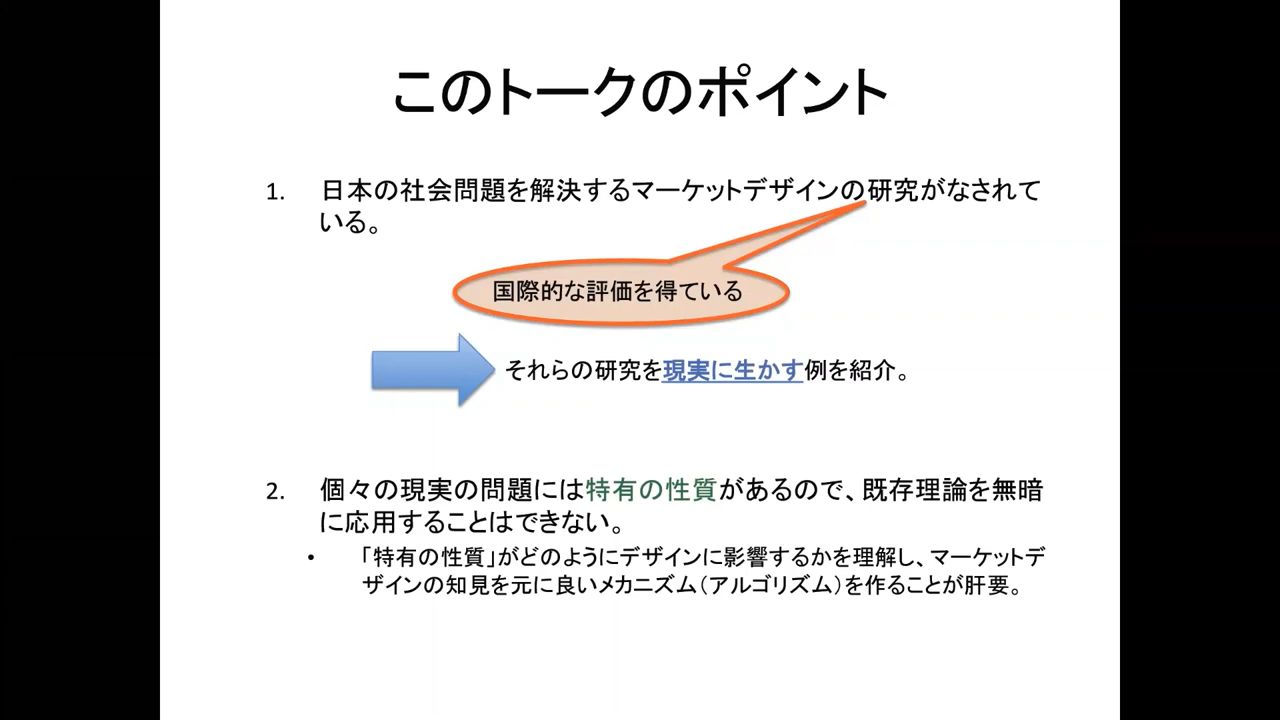 このトークのポイント
1. 日本の社会問題を解決するマーケットデザインの研究がなされて
いる。
国際的な評価を得ている
それらの研究を現実に生かす例を紹介。
2. 個々の現実の問題には特有の性質があるので、既存理論を無暗
に応用することはできない。
• 「特有の性質」がどのようにデザインに影響するかを理解し、マーケットデ
ザインの知見を元に良いメカニズム(アルゴリズム)を作ることが肝要。